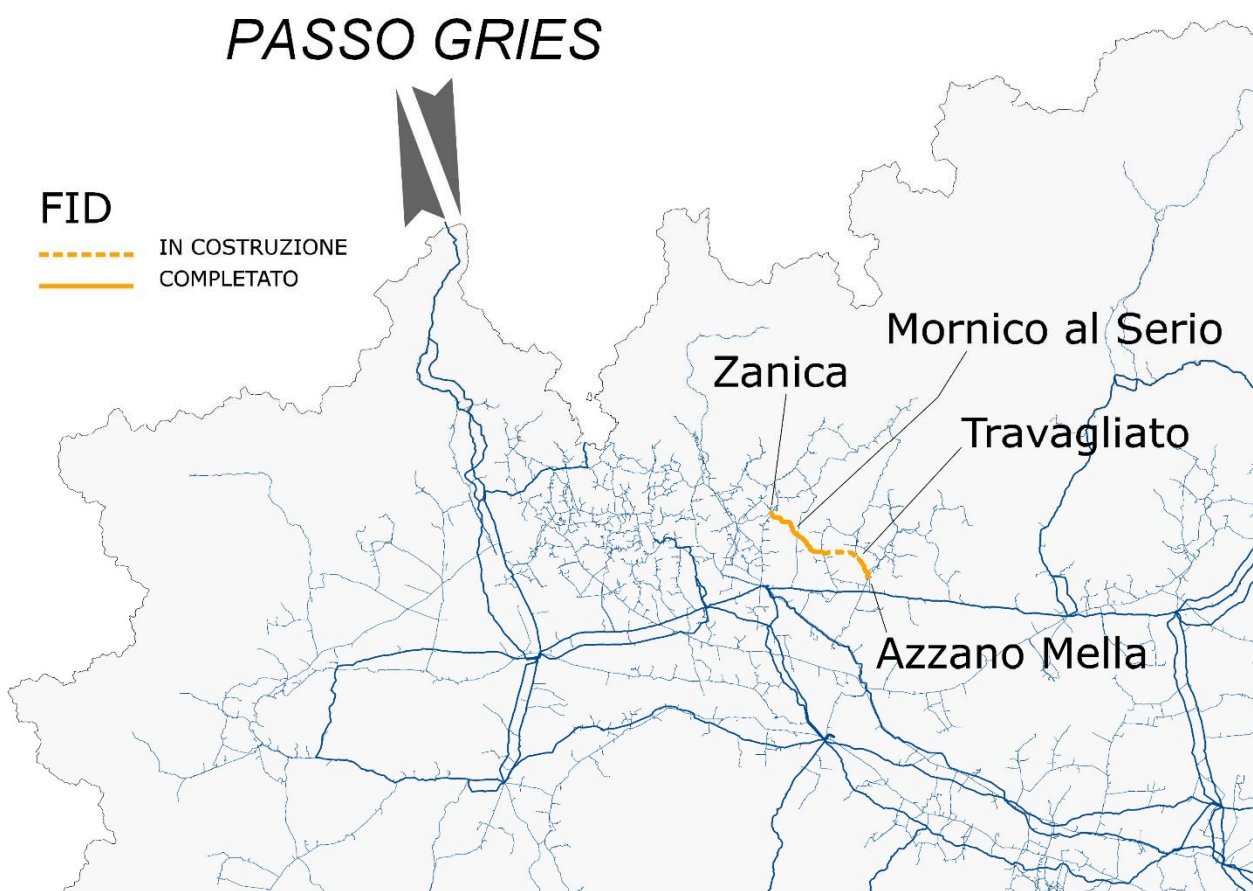 PASSO GRIES
FID
IN COSTRUZIONE
COMPLETATO
Mornico al Serio
Zanica
Travagliato
Azzano Mella